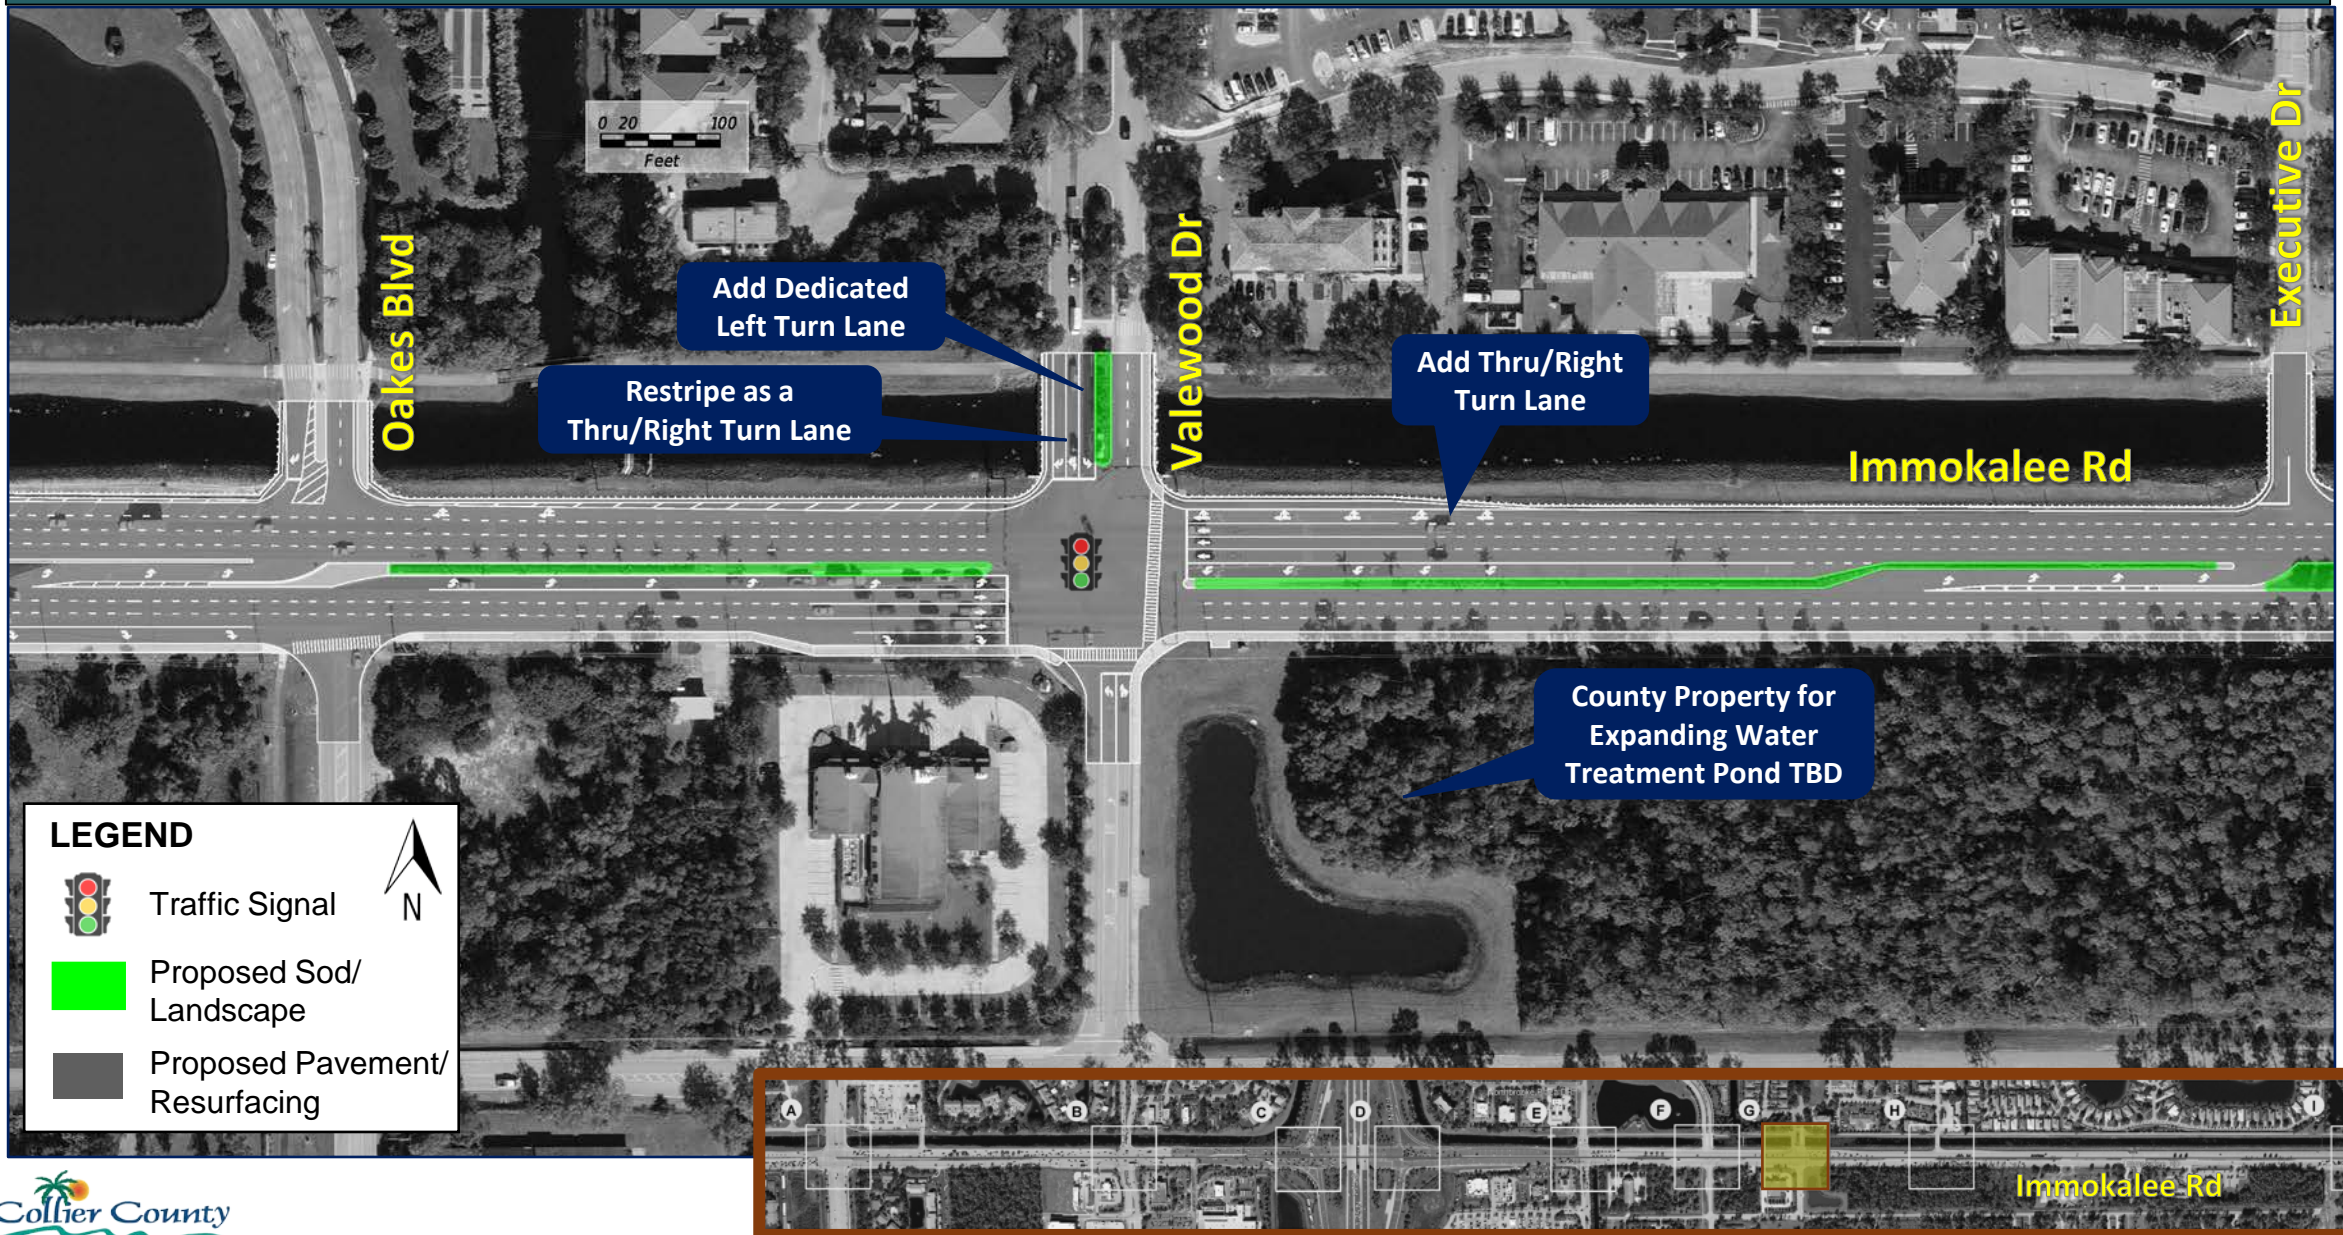 0 20 100
Feet
Oakes Blvd
Add Dedicated
Left Turn Lane
Restripe as a
Thru/Right Turn Lane
Valewood Dr
Add Thru/Right
Turn Lane
Immokalee Rd
Executive Dr
County Property for
Expanding Water
Treatment Pond TBD
LEGEND
N
Traffic Signal
Proposed Sod/
Landscape
Proposed Pavement/
Resurfacing
A
B
C
D
E
F
G
H
I
Immokalee Rd
Collier County